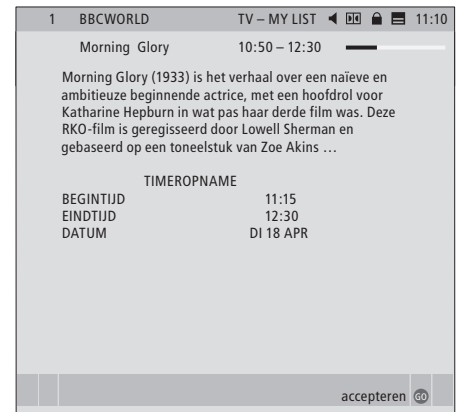 1 BBCWORLD TV – MY LIST 11:10
Morning Glory 10:50 – 12:30
Morning Glory (1933) is het verhaal over een naïeve en
ambitieuze beginnende actrice, met een hoofdrol voor
Katharine Hepburn in wat pas haar derde film was. Deze
RKO-film is geregisseerd door Lowell Sherman en
gebaseerd op een toneelstuk van Zoe Akins …
TIMEROPNAME
BEGINTIJD 11:15
EINDTIJD 12:30
DATUM DI 18 APR
accepteren GO